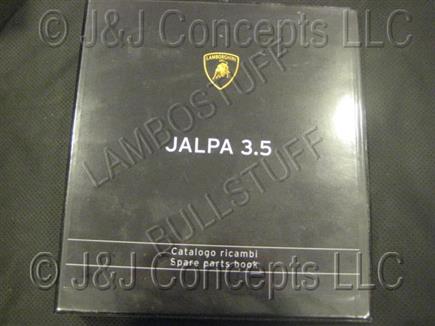 © J&J Concepts LLC
LAMBORGHINI
LAMBOSTUFF
JALPA 3.5
BULLSTUFF
Catalogo ricambi
Spare parts book
© J&J Concepts LLC